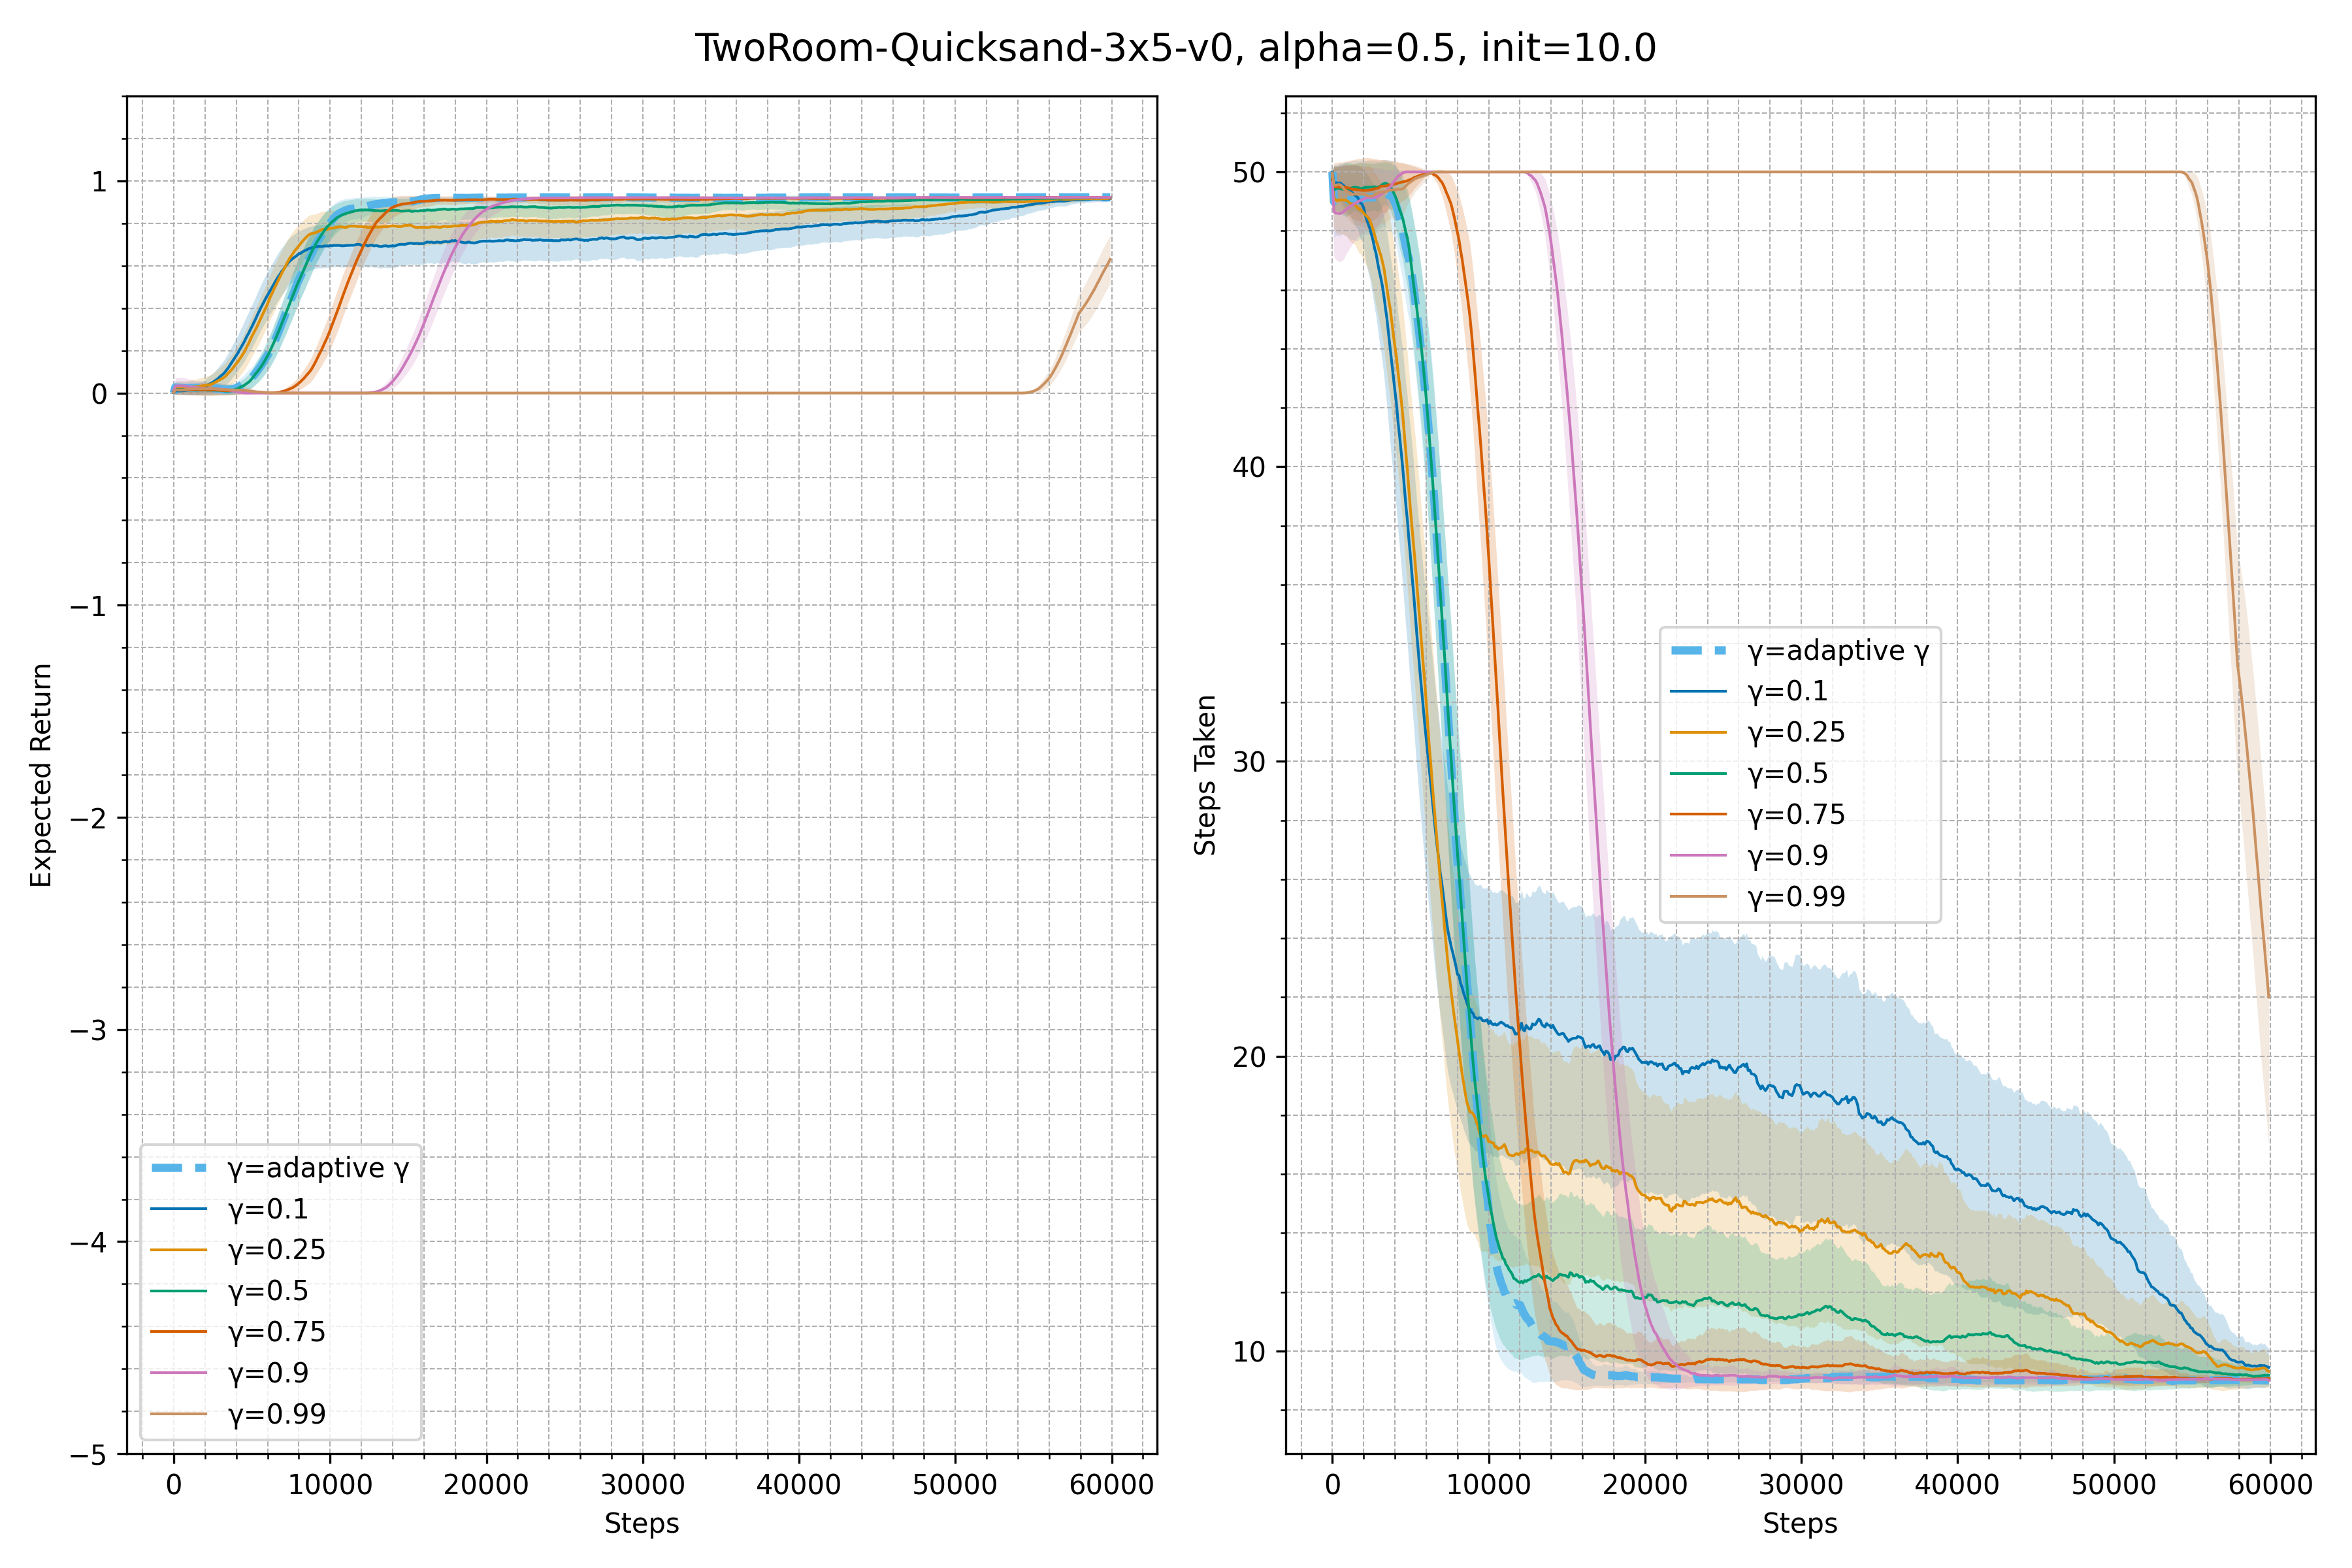 TwoRoom-Quicksand-3x5-v0, alpha=0.5, init=10.0
Expected Return
1
0
−1
−2
−3
−4
−5
γ=adaptive γ
γ=0.1
γ=0.25
γ=0.5
γ=0.75
γ=0.9
γ=0.99
0 10000 20000 30000 40000 50000 60000
Steps
Steps Taken
50
40
30
20
10
γ=adaptive γ
γ=0.1
γ=0.25
γ=0.5
γ=0.75
γ=0.9
γ=0.99
0 10000 20000 30000 40000 50000 60000
Steps